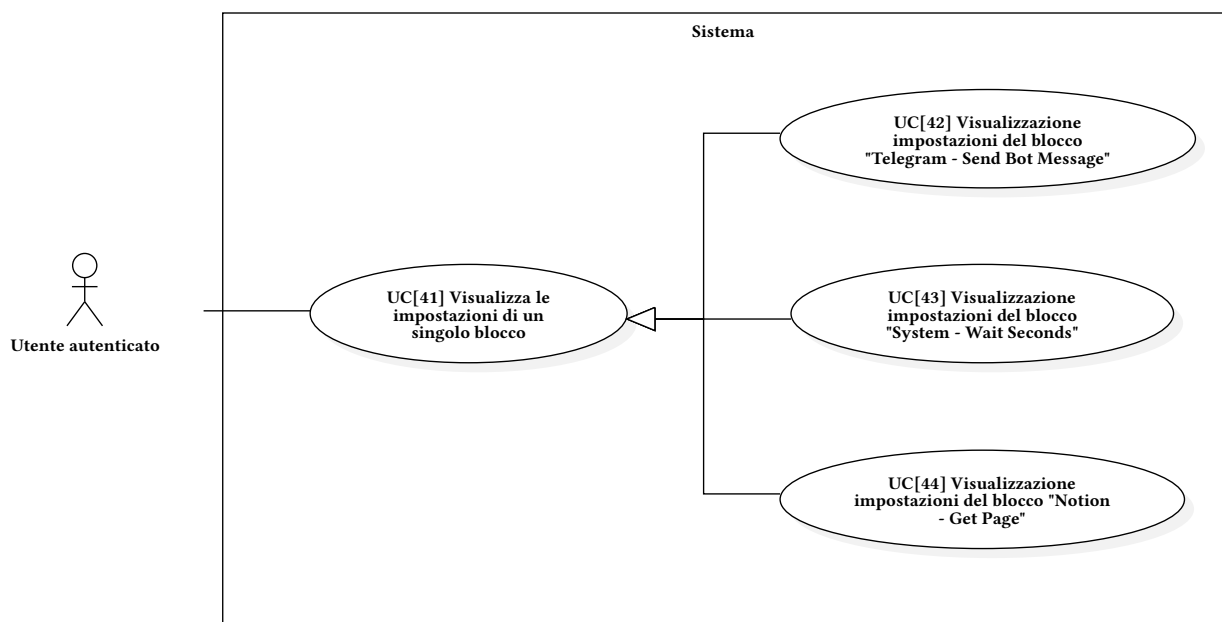 Sistema
UC[42] Visualizzazione
impostazioni del blocco
"Telegram - Send Bot Message"
UC[41] Visualizza le
impostazioni di un
singolo blocco
UC[43] Visualizzazione
impostazioni del blocco
"System - Wait Seconds"
Utente autenticato
UC[44] Visualizzazione
impostazioni del blocco "Notion
- Get Page"